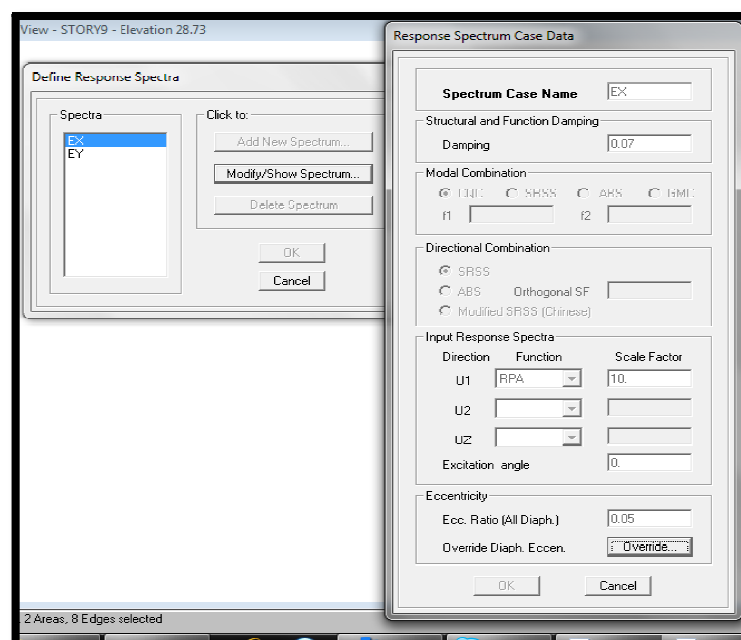 View - STORY9 - Elevation 28.73
Define Response Spectra
Spectra
EX
EY
Click to:
Add New Spectrum...
Modify/Show Spectrum...
Delete Spectrum
OK
Cancel
2 Areas, 8 Edges selected
Response Spectrum Case Data
Spectrum Case Name EX
Structural and Function Damping
Damping 0.07
Modal Combination
SRSS ABS GMC
f1 f2
Directional Combination
SRSS
ABS Orthogonal SF
Modified SRSS (Chinese)
Input Response Spectra
Direction Function Scale Factor
U1 RPA 10.
U2
UZ
Excitation angle 0.
Eccentricity
Ecc. Ratio (All Diaph.) 0.05
Override Diaph. Eccen. Override...
OK Cancel